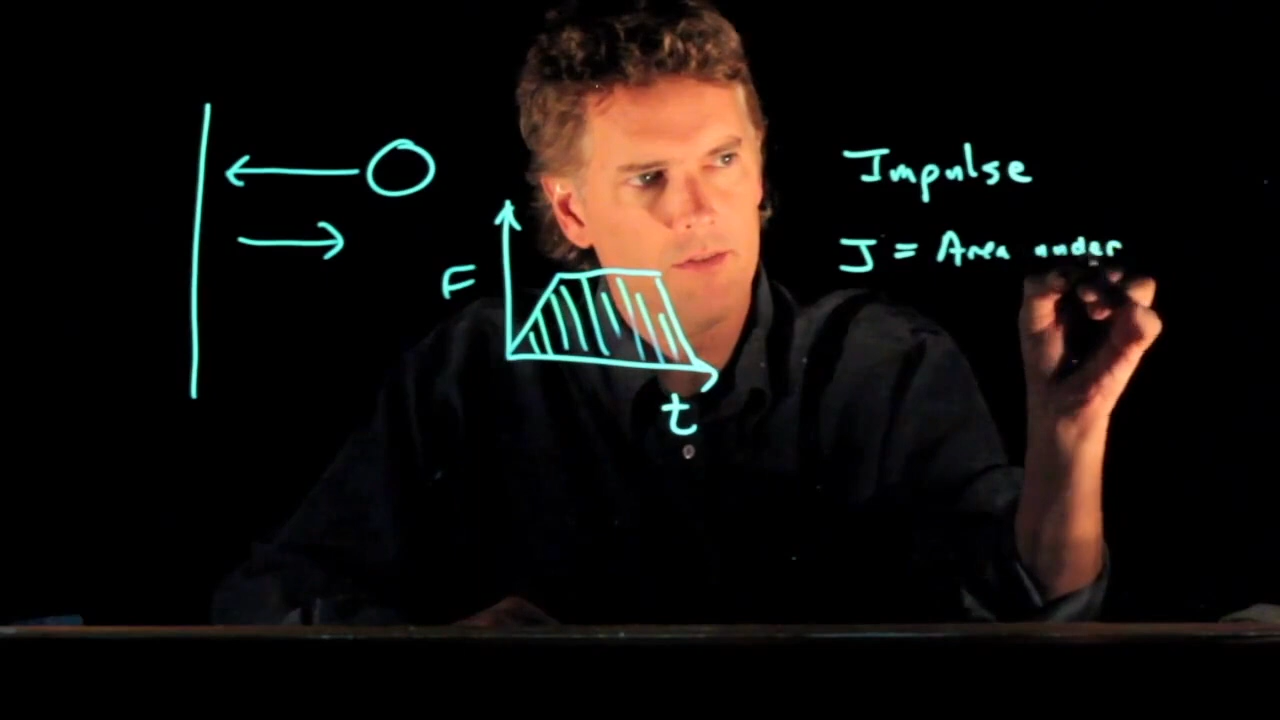 Impulse
J = Area under
F
t